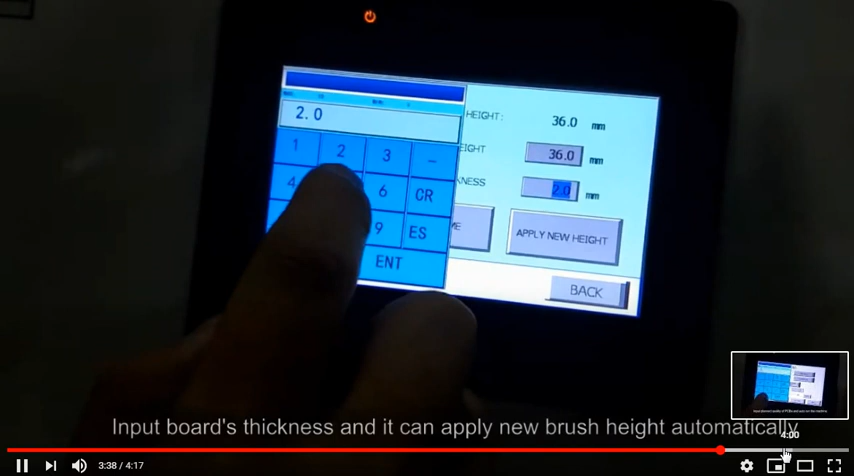 2.0
HEIGHT: 36.0 mm
EIGHT 36.0 mm
KNESS 2.0 mm
1 2 3 -
4 6 CR
9 ES
ENT
ME APPLY NEW HEIGHT
BACK
Input board's thickness and it can apply new brush height automatically
4:00
3:38 / 4:17